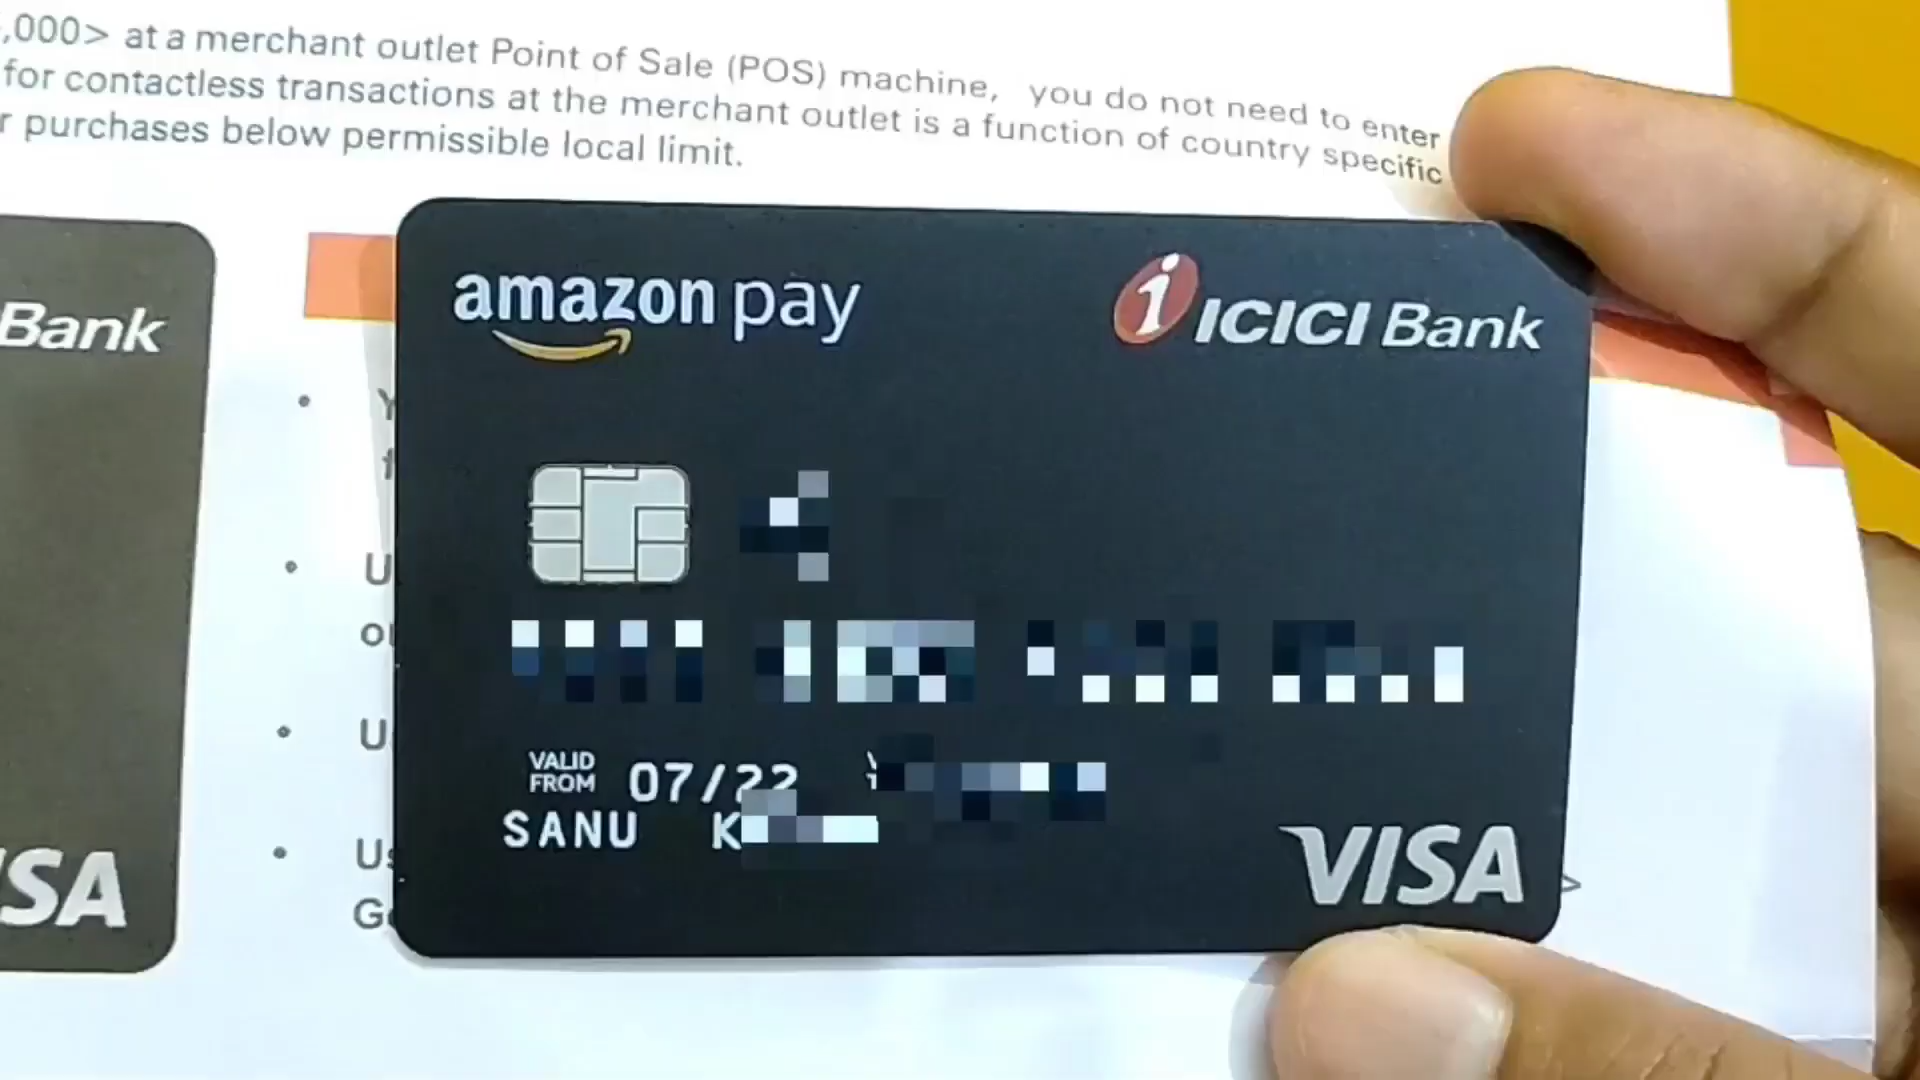 ,000> at a merchant outlet Point of Sale (POS) machine, you do not need to enter
for contactless transactions at the merchant outlet is a function of country specific
r purchases below permissible local limit.
Bank
SA
amazon pay
i ICICI Bank
VALID FROM 07/22
SANU K
VISA